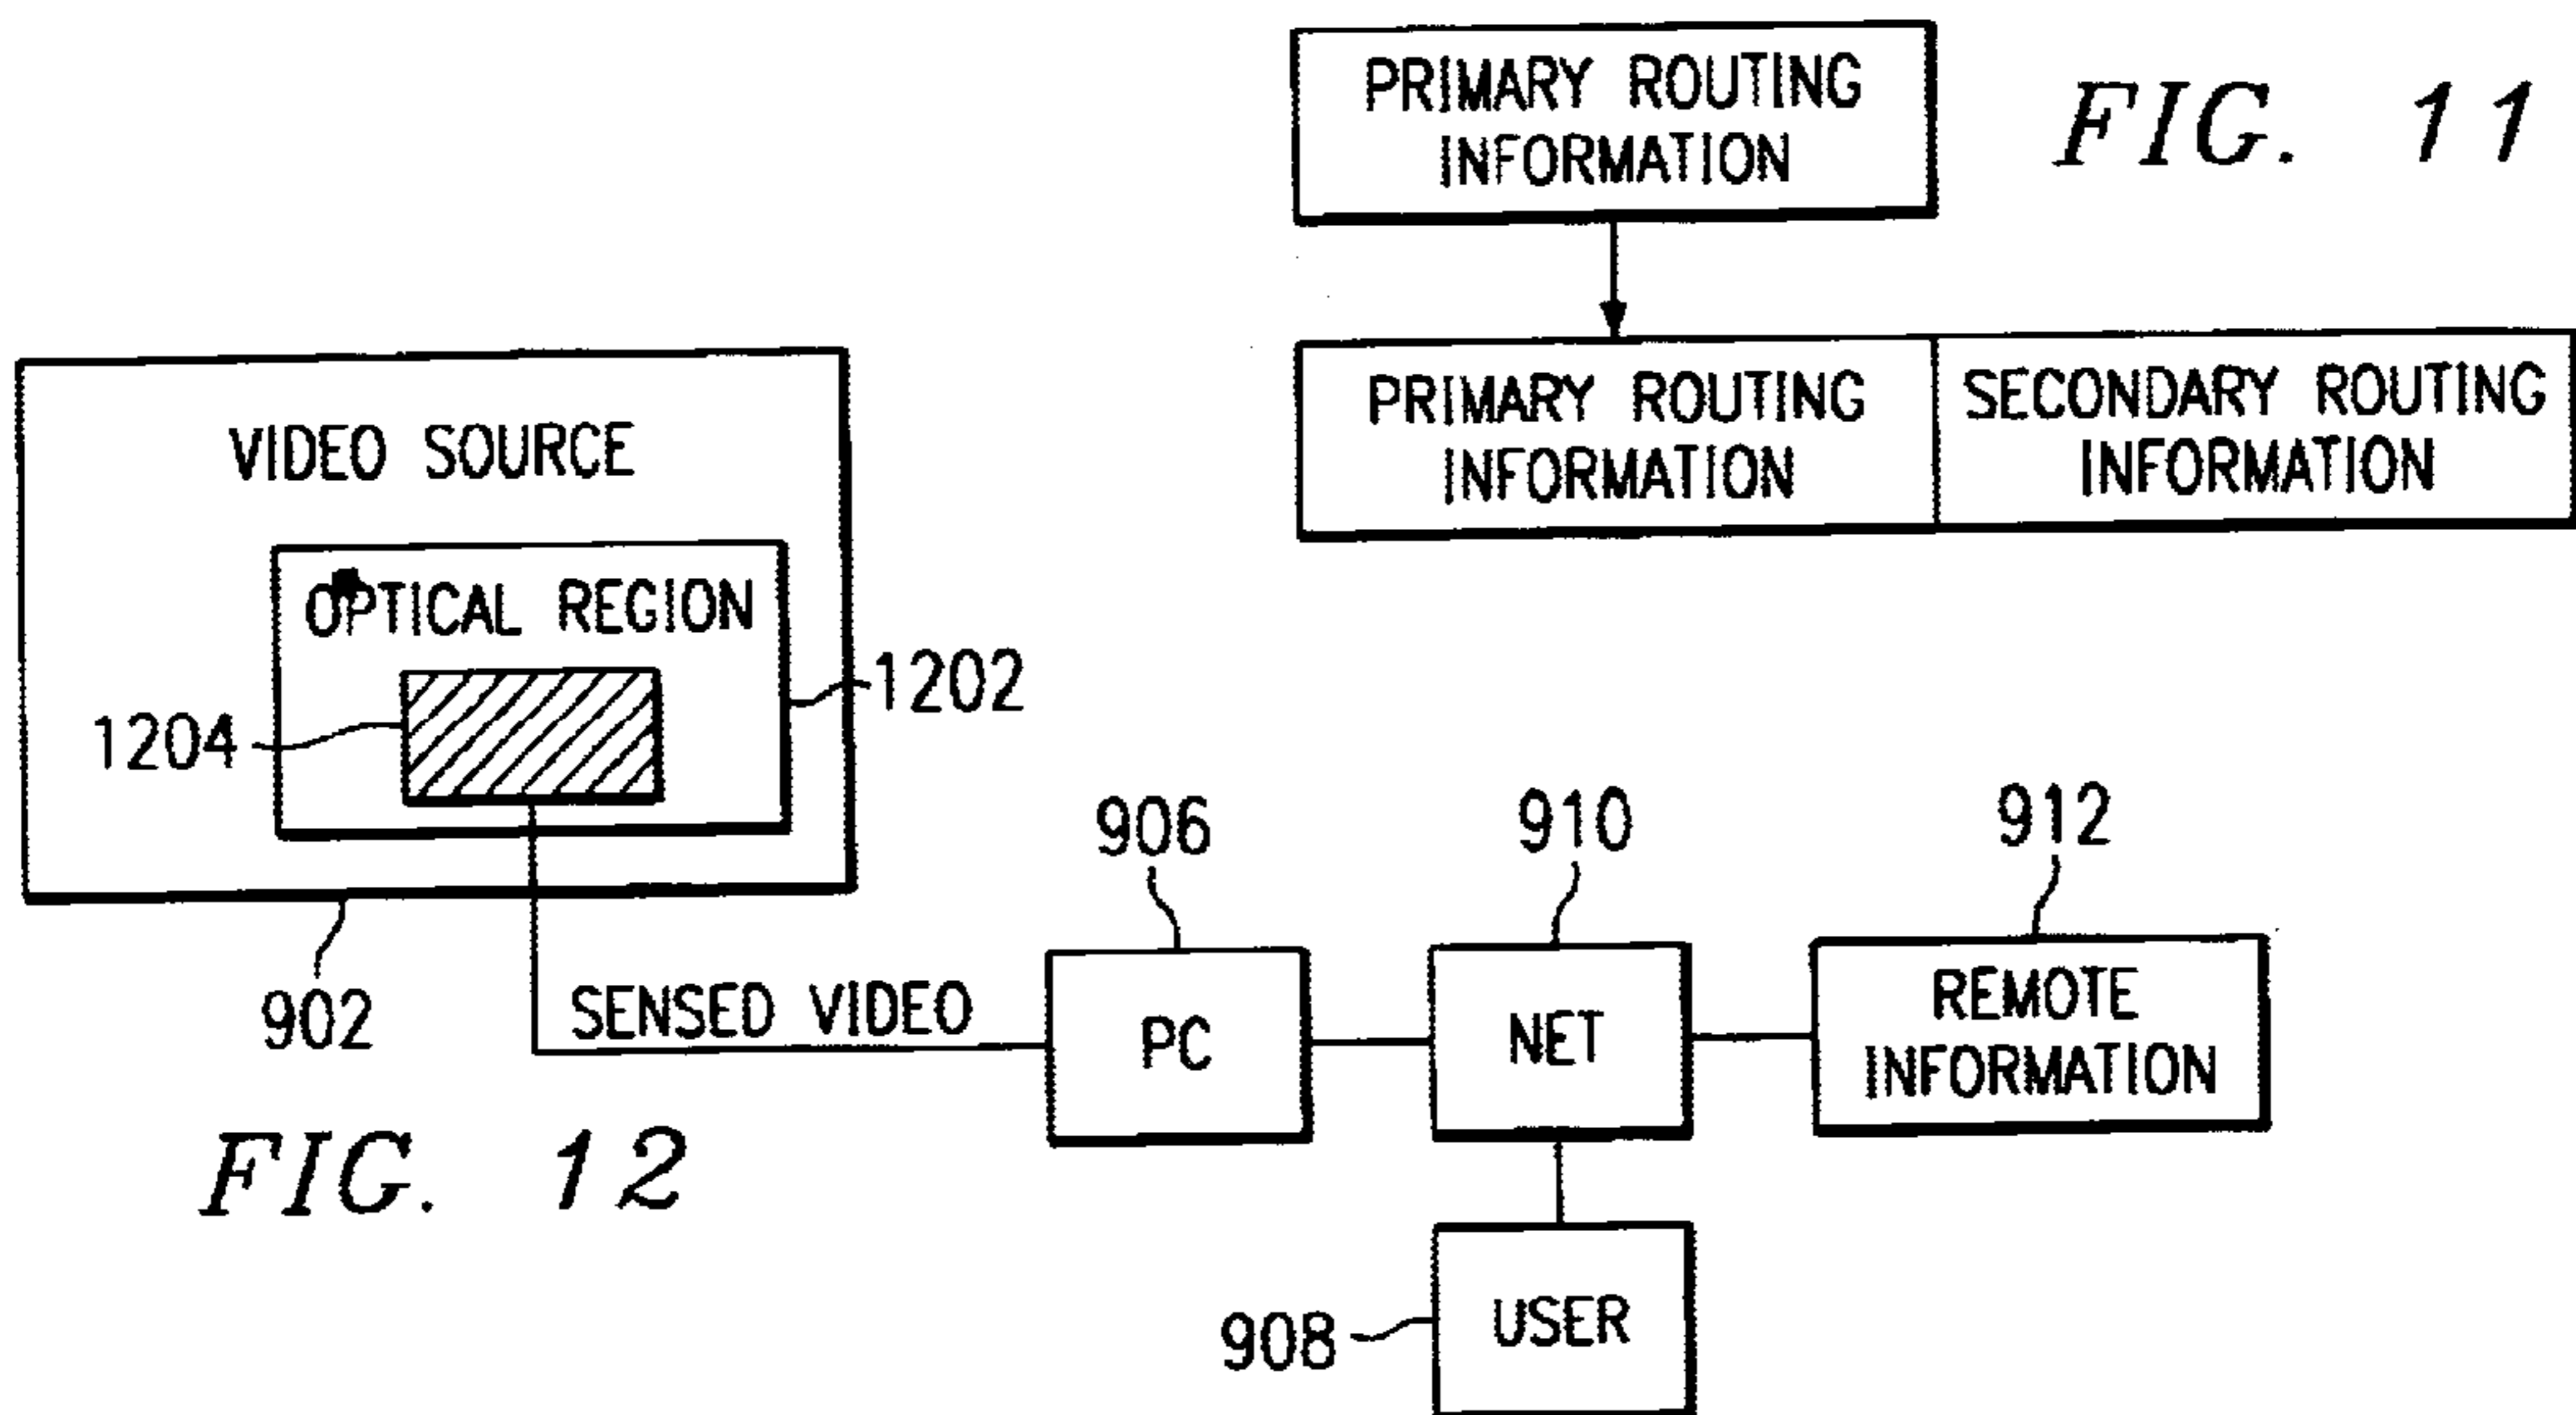 PRIMARY ROUTING
INFORMATION
FIG. 11
PRIMARY ROUTING
INFORMATION
SECONDARY ROUTING
INFORMATION
VIDEO SOURCE
OPTICAL REGION
1202
1204
902
SENSED VIDEO
906
PC
910
NET
912
REMOTE
INFORMATION
908
USER
FIG. 12